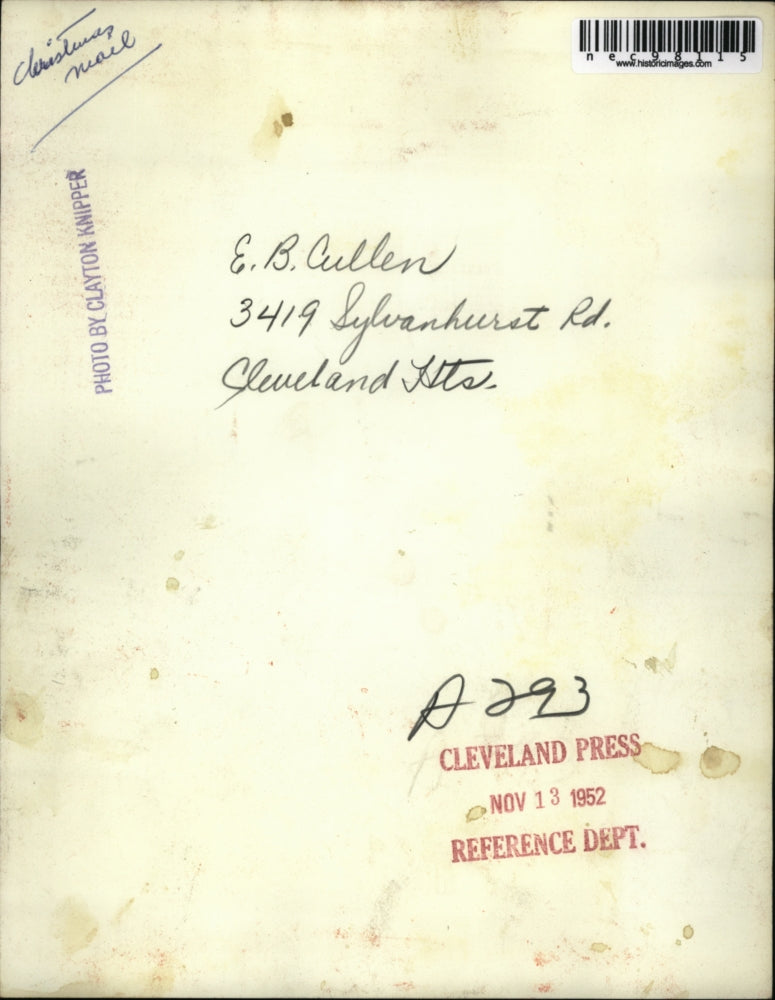 Christmas
mail
nec98115
www.historicimages.com
PHOTO BY CLAYTON KNIPPER
E. B. Cullen
3419 Sylvanhurst Rd.
Cleveland Hts.
A 293
CLEVELAND PRESS
NOV 13 1952
REFERENCE DEPT.